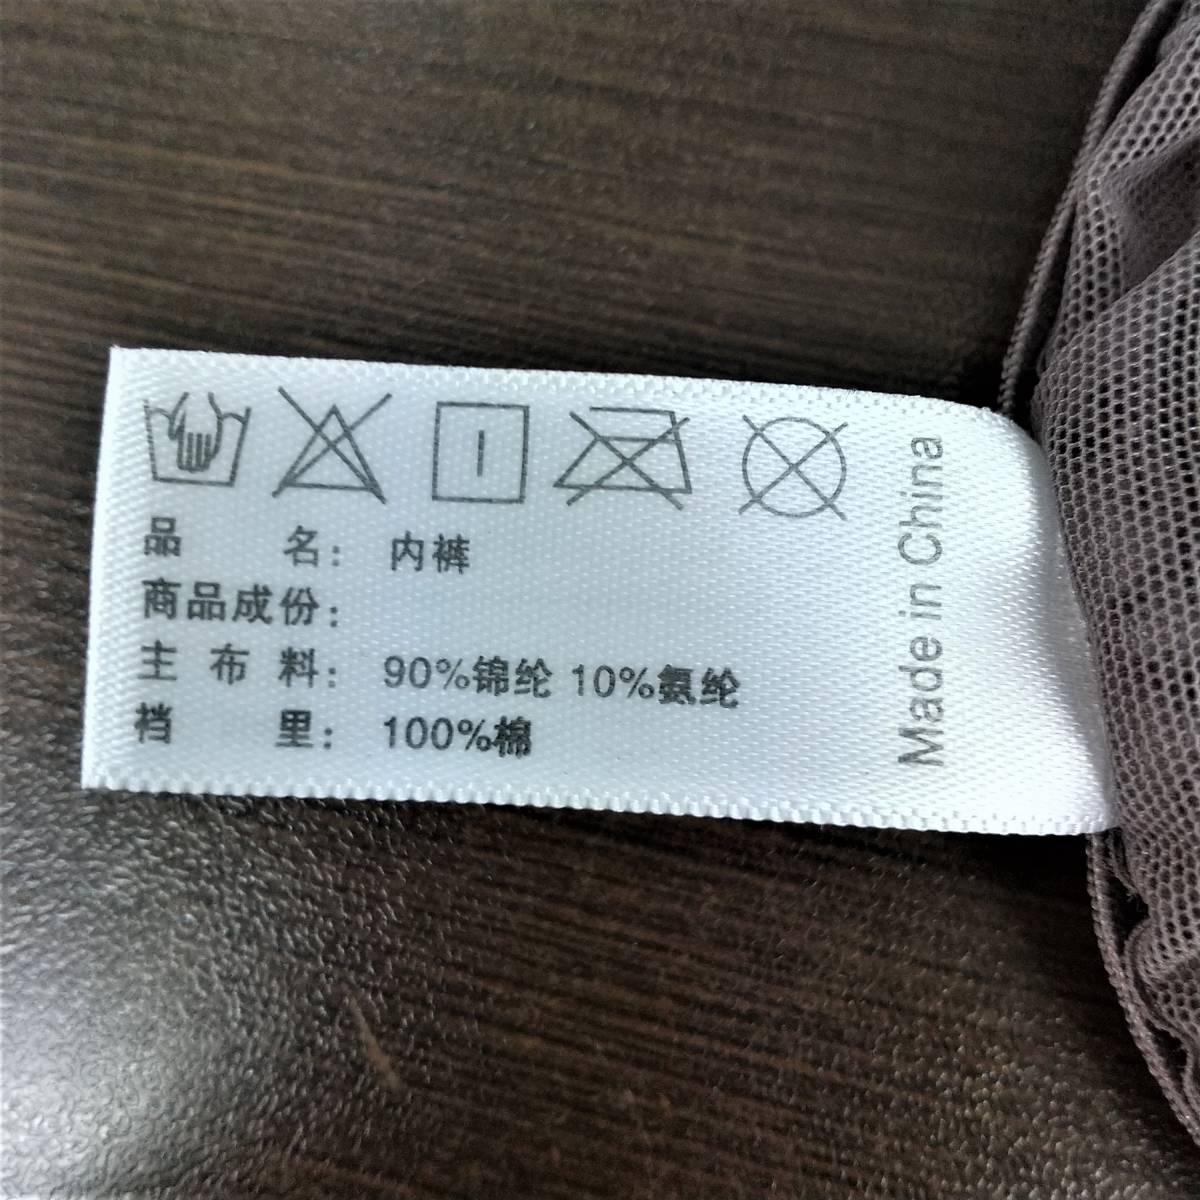 品 名： 内裤
商品成份：
主 布 料： 90%锦纶 10%氨纶
裆 里： 100%棉
Made in China